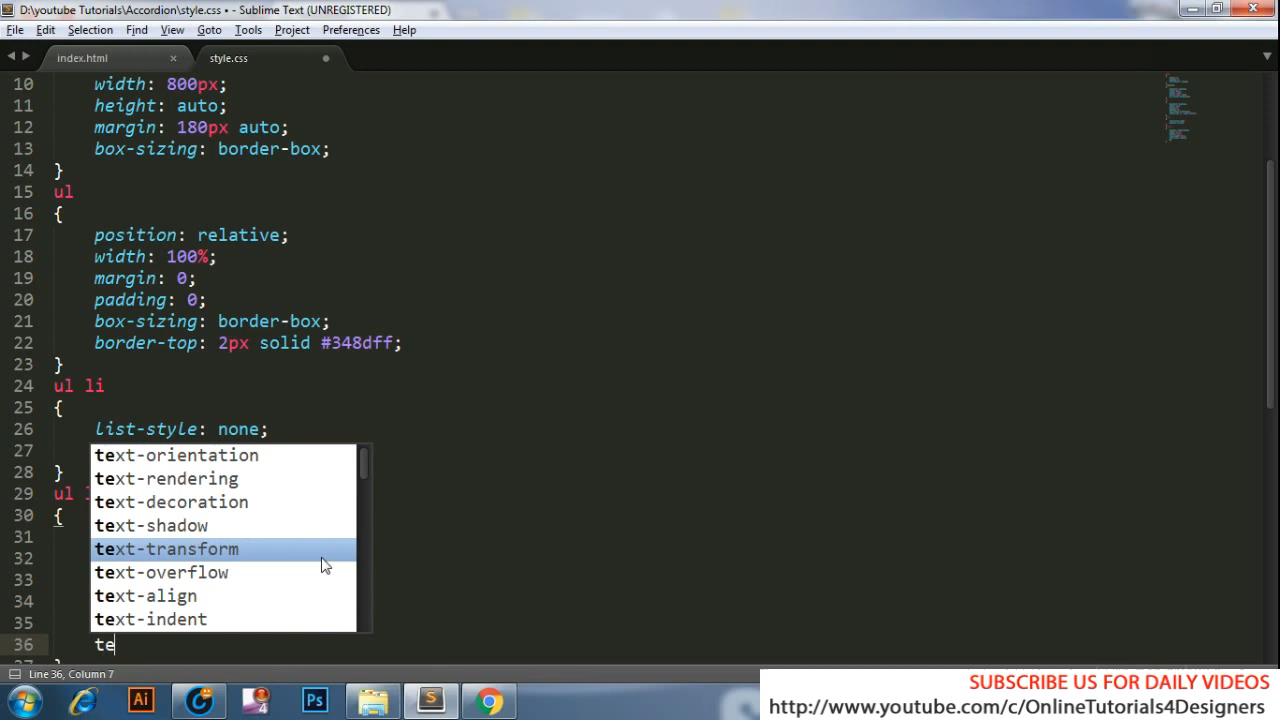 D:\youtube Tutorials\Accordion\style.css • - Sublime Text (UNREGISTERED)
File Edit Selection Find View Goto Tools Project Preferences Help
index.html × style.css
10 width: 800px;
11 height: auto;
12 margin: 180px auto;
13 box-sizing: border-box;
14 }
15 ul
16 {
17 position: relative;
18 width: 100%;
19 margin: 0;
20 padding: 0;
21 box-sizing: border-box;
22 border-top: 2px solid #348dff;
23 }
24 ul li
25 {
26 list-style: none;
27 text-orientation
28 } text-rendering
29 ul text-decoration
30 { text-shadow
31 text-transform
32 text-overflow
33 text-align
34 text-indent
35
36 te
37 }
Line 36, Column 7
Ai 4 Ps S
SUBSCRIBE US FOR DAILY VIDEOS
http://www.youtube.com/c/OnlineTutorials4Designers